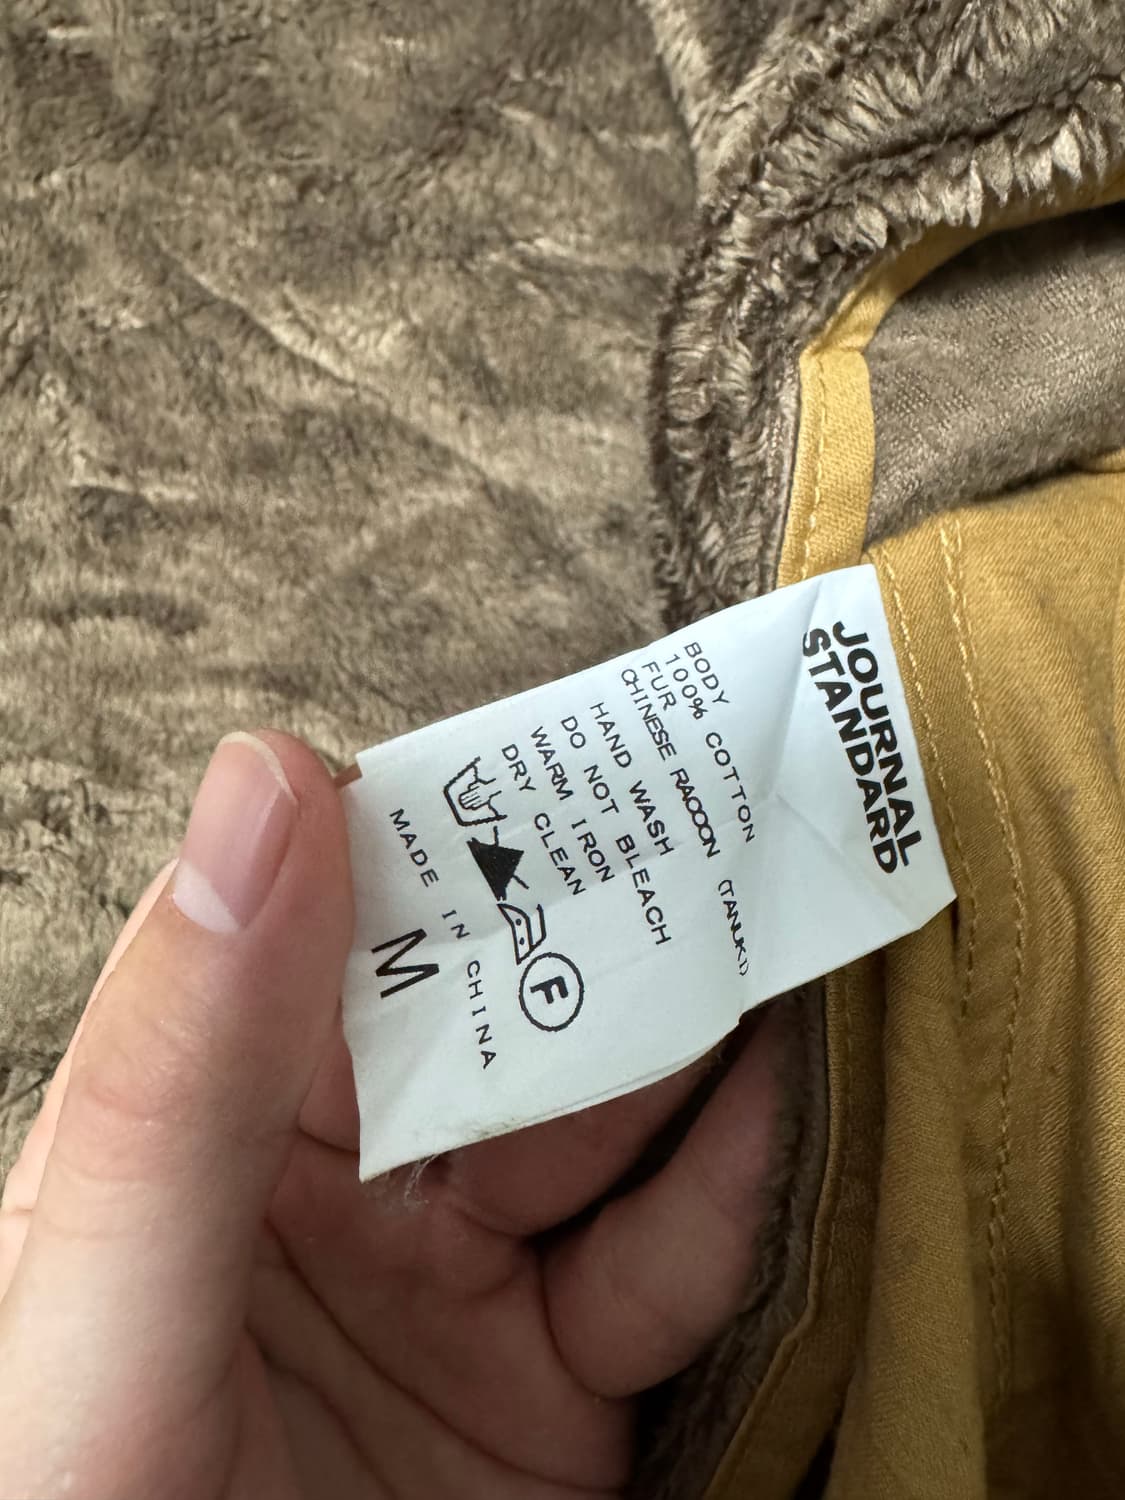 JOURNAL
STANDARD
BODY
100% COTTON
FUR
CHINESE RACOON (TANUKI)
HAND WASH
DO NOT BLEACH
WARM IRON
DRY CLEAN
F
MADE IN CHINA
M